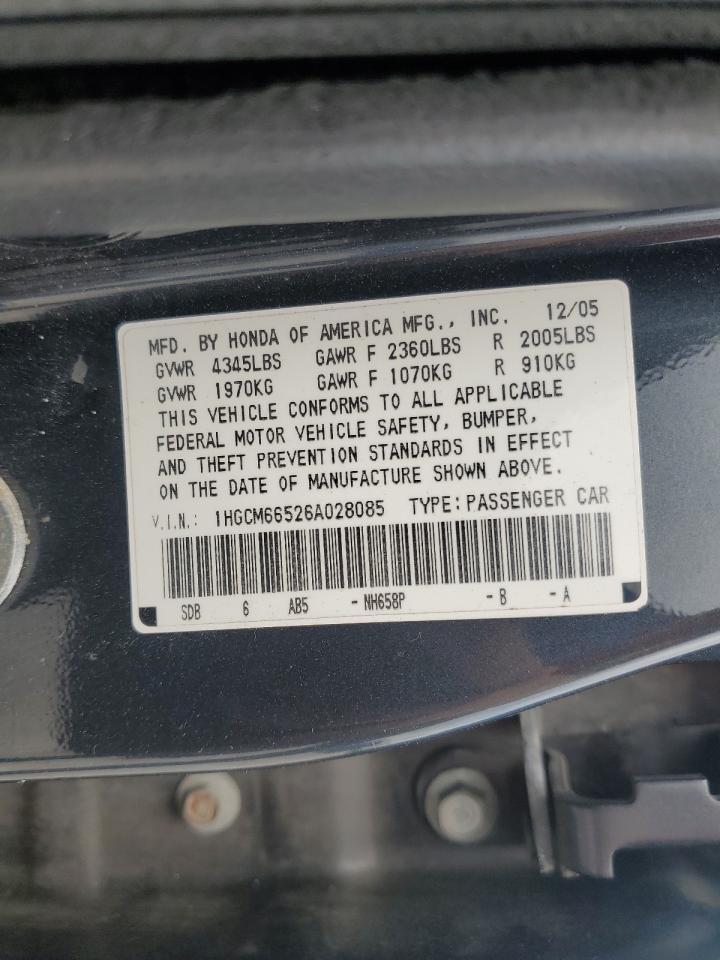 MFD. BY HONDA OF AMERICA MFG., INC. 12/05
GVWR 4345LBS GAWR F 2360LBS R 2005LBS
GVWR 1970KG GAWR F 1070KG R 910KG
THIS VEHICLE CONFORMS TO ALL APPLICABLE
FEDERAL MOTOR VEHICLE SAFETY, BUMPER,
AND THEFT PREVENTION STANDARDS IN EFFECT
ON THE DATE OF MANUFACTURE SHOWN ABOVE.
V.I.N.: 1HGCM66526A028085 TYPE:PASSENGER CAR
SDB 6 AB5 -NH658P -B -A